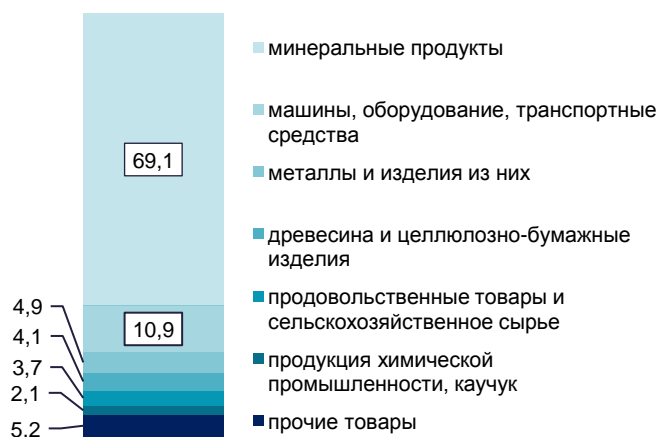 минеральные продукты
машины, оборудование, транспортные
средства
69,1
металлы и изделия из них
древесина и целлюлозно-бумажные
изделия
4,9
10,9
продовольственные товары и
сельскохозяйственное сырье
4,1
3,7
продукция химической
промышленности, каучук
2,1
5,2
прочие товары